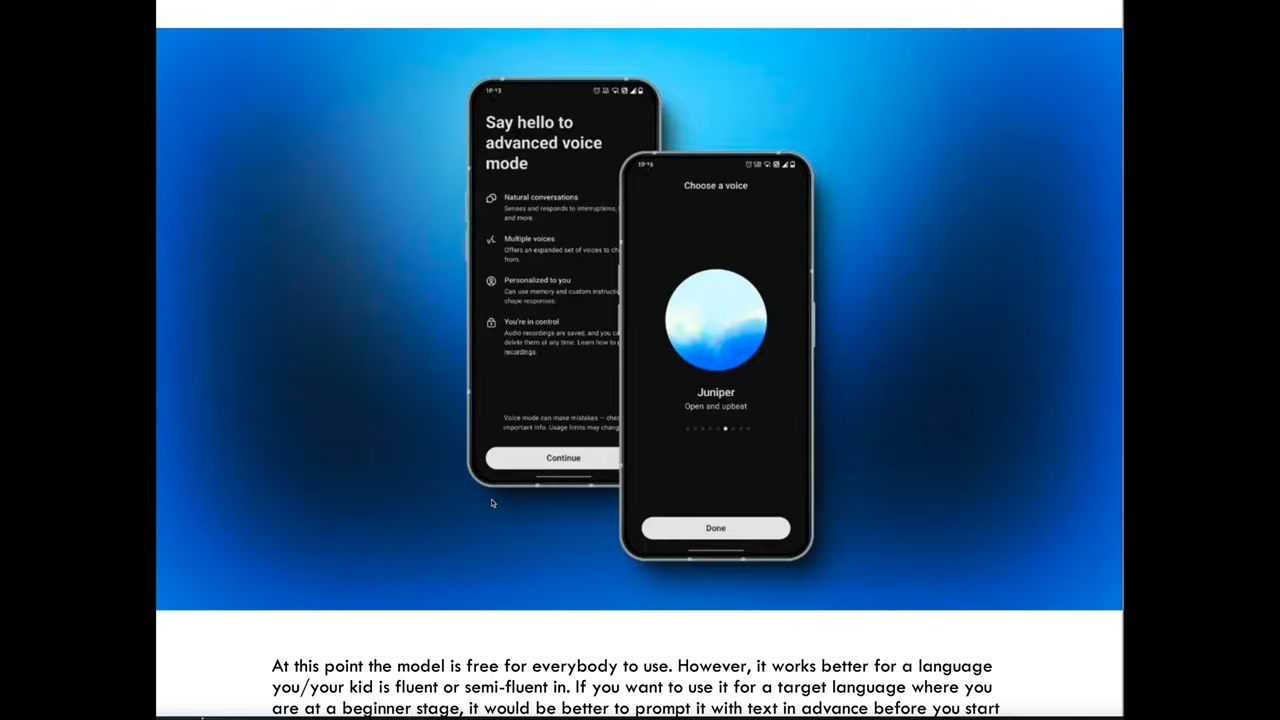 10:13
Say hello to
advanced voice
mode
Natural conversations
Senses and responds to interruptions,
and more.
Multiple voices
Offers an expanded set of voices to
from.
Personalized to you
Can use memory and custom
shape responses.
You're in control
Audio recordings are saved, and you
delete them at any time. Learn how to
recordings.
Voice mode can make mistakes —
important info. Usage limits may
Continue
10:16
Choose a voice
Juniper
Open and upbeat
Done
At this point the model is free for everybody to use. However, it works better for a language
you/your kid is fluent or semi-fluent in. If you want to use it for a target language where you
are at a beginner stage, it would be better to prompt it with text in advance before you start